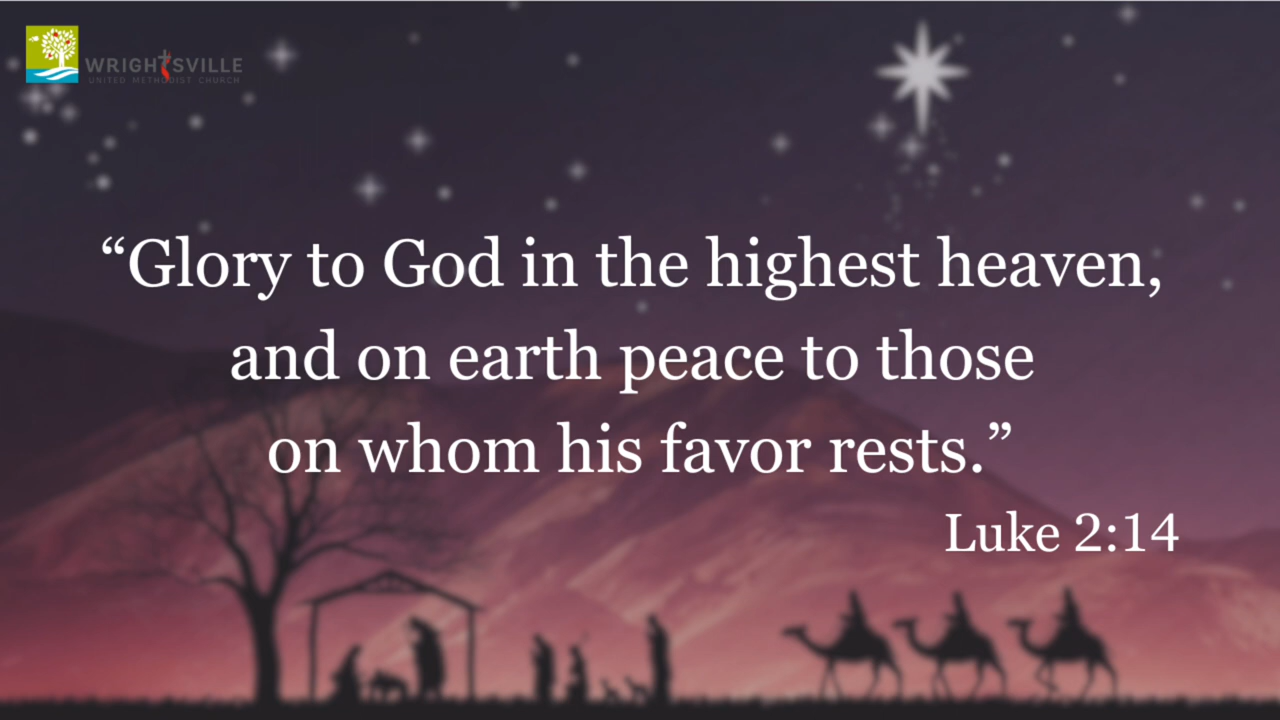 WRIGHTSVILLE
UNITED METHODIST CHURCH
“Glory to God in the highest heaven,
and on earth peace to those
on whom his favor rests.”
Luke 2:14